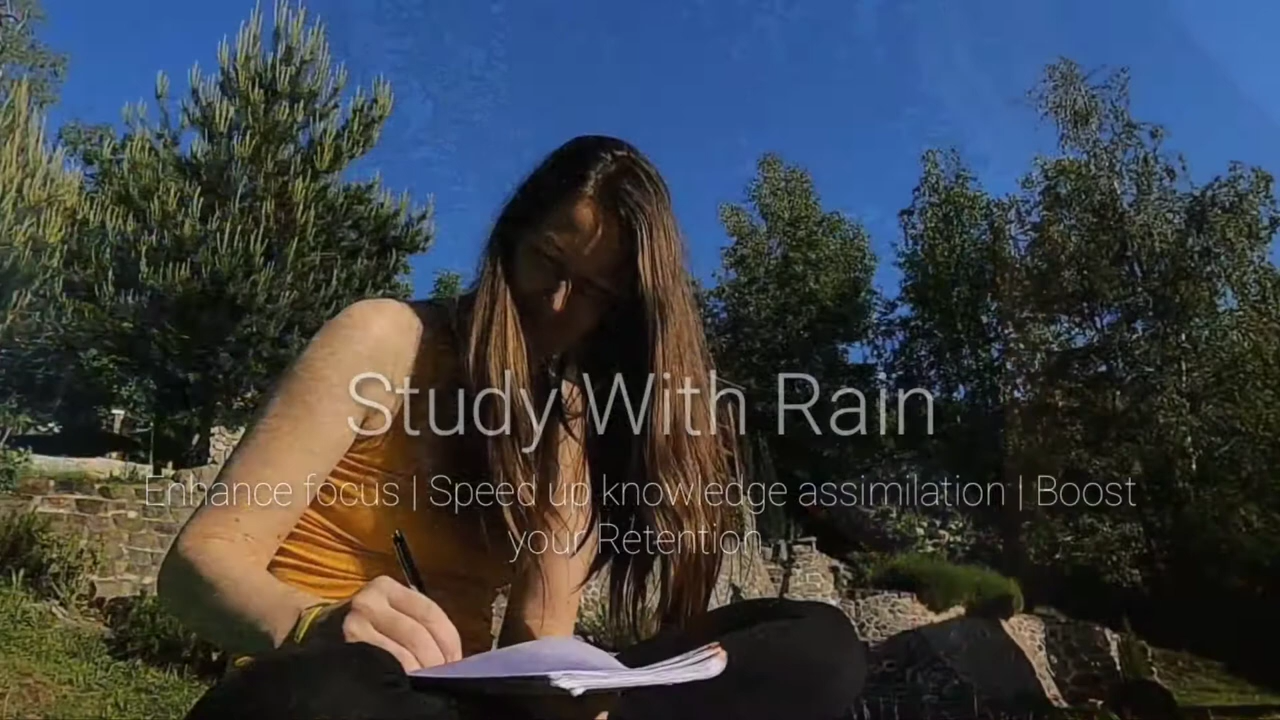 Study With Rain
Enhance focus | Speed up knowledge assimilation | Boost
your Retention